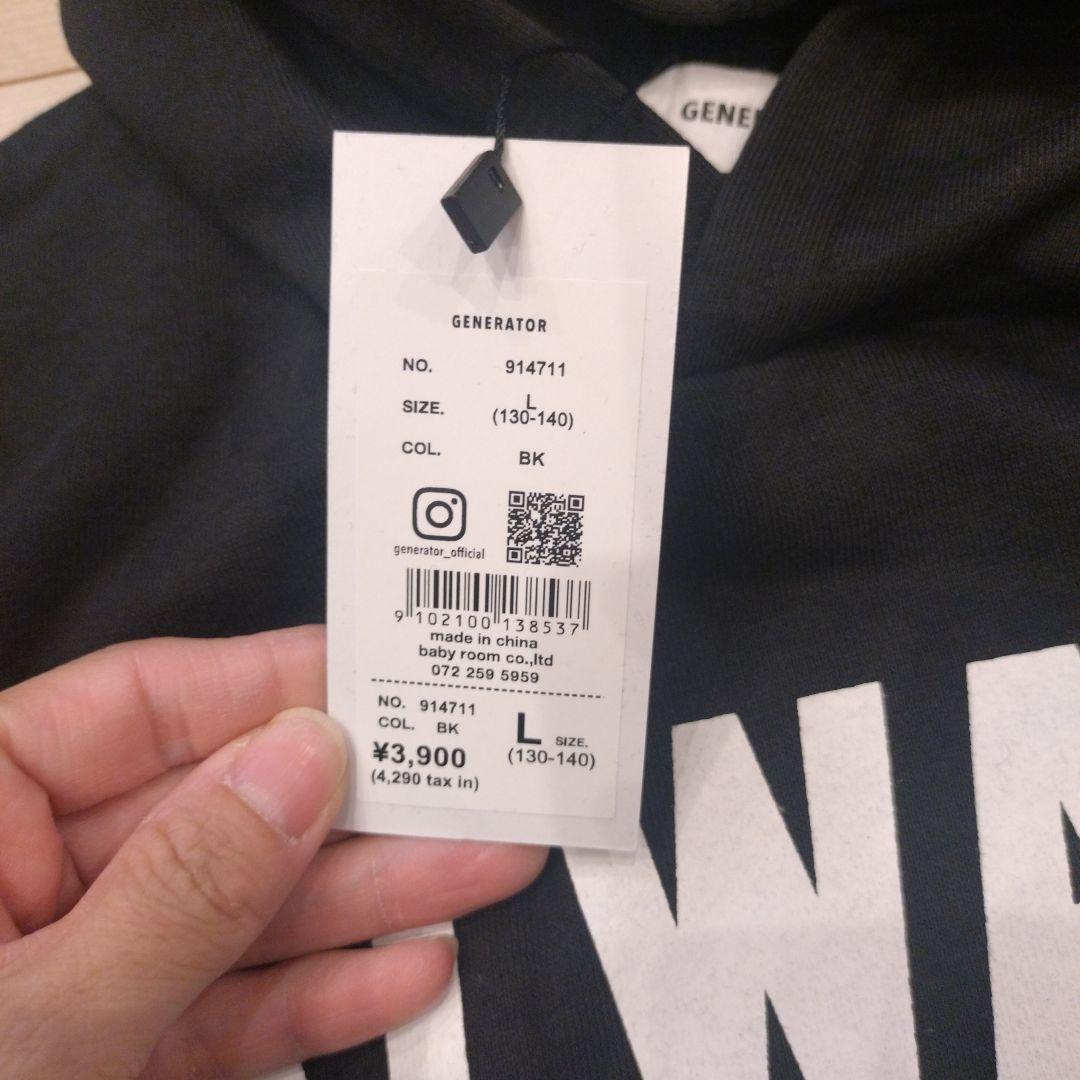 GENE
GENERATOR
NO. 914711
SIZE. L
(130-140)
COL. BK
generator_official
9 102100 138537
made in china
baby room co.,ltd
072 259 5959
NO. 914711
COL. BK
L SIZE.
(130-140)
¥3,900
(4,290 tax in)
W